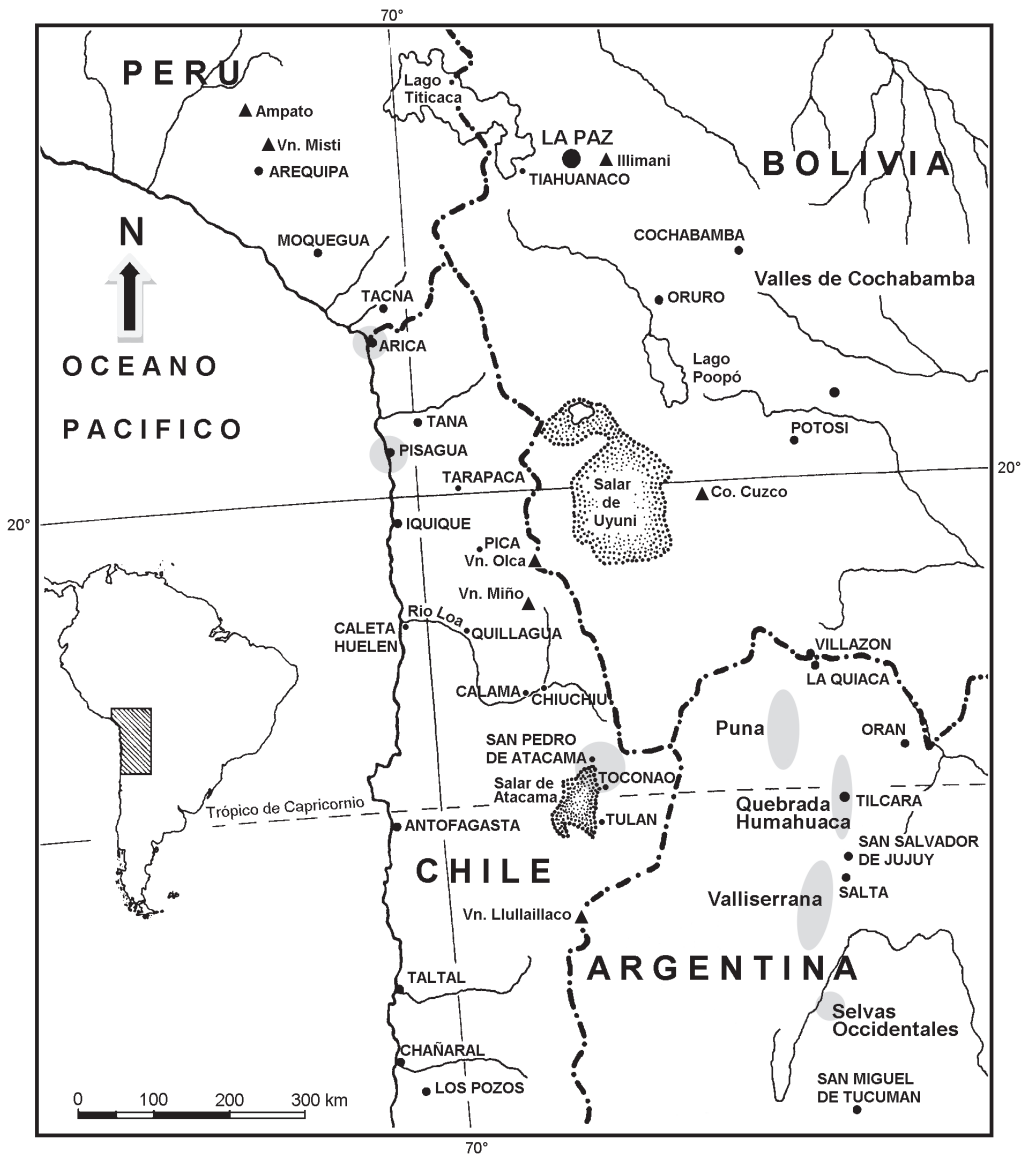 70°
PERU
Lago
Titicaca
Ampato
Vn. Misti
AREQUIPA
LA PAZ
Illimani
TIAHUANACO
BOLIVIA
N
MOQUEGUA
COCHABAMBA
Valles de Cochabamba
TACNA
ORURO
ARICA
OCEANO
PACIFICO
Lago
Poopó
TANA
POTOSI
PISAGUA
TARAPACA
Salar
de
Uyuni
Co. Cuzco
20°
20°
IQUIQUE
PICA
Vn. Olca
Vn. Miño
Rio Loa
CALETA
HUELEN
QUILLAGUA
VILLAZON
LA QUIACA
CALAMA
CHIUCHIU
Puna
ORAN
SAN PEDRO
DE ATACAMA
TOCONAO
Salar de
Atacama
Trópico de Capricornio
Quebrada
Humahuaca
TILCARA
ANTOFAGASTA
TULAN
SAN SALVADOR
DE JUJUY
CHILE
SALTA
Valliserrana
Vn. Llullaillaco
ARGENTINA
TALTAL
Selvas
Occidentales
CHAÑARAL
LOS POZOS
SAN MIGUEL
DE TUCUMAN
0 100 200 300 km
70°